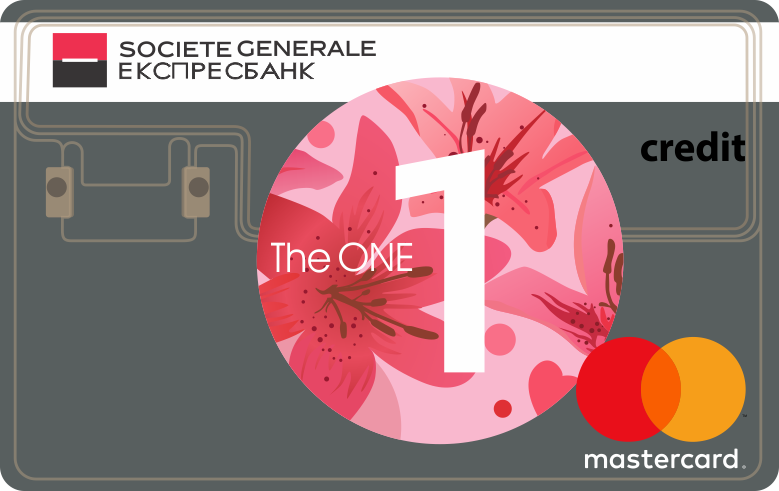 SOCIETE GENERALE
ЕКСПРЕСБАНК
credit
The ONE
1
mastercard.